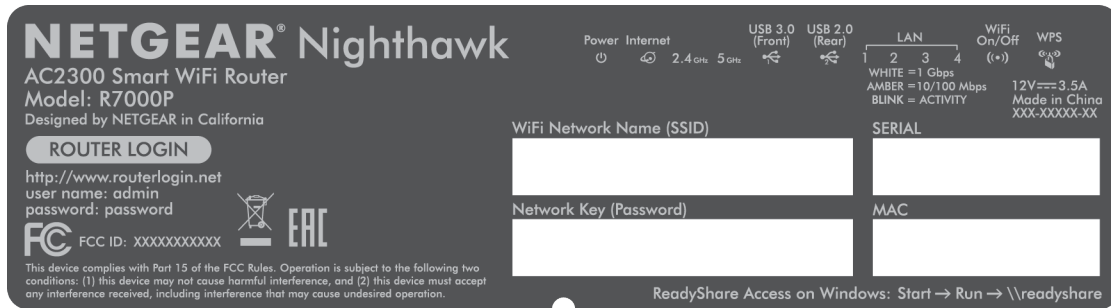 NETGEAR® Nighthawk
AC2300 Smart WiFi Router
Model: R7000P
Designed by NETGEAR in California
ROUTER LOGIN
http://www.routerlogin.net
user name: admin
password: password
FC FCC ID: XXXXXXXXXXX
EAC
This device complies with Part 15 of the FCC Rules. Operation is subject to the following two
conditions: (1) this device may not cause harmful interference, and (2) this device must accept
any interference received, including interference that may cause undesired operation.
Power Internet
2.4 GHz 5 GHz
USB 3.0
(Front)
USB 2.0
(Rear)
LAN
1 2 3 4
WHITE =1 Gbps
AMBER =10/100 Mbps
BLINK = ACTIVITY
WiFi
On/Off
WPS
12V⎓3.5A
Made in China
XXX-XXXXX-XX
WiFi Network Name (SSID)
SERIAL
Network Key (Password)
MAC
ReadyShare Access on Windows: Start → Run → \\readyshare